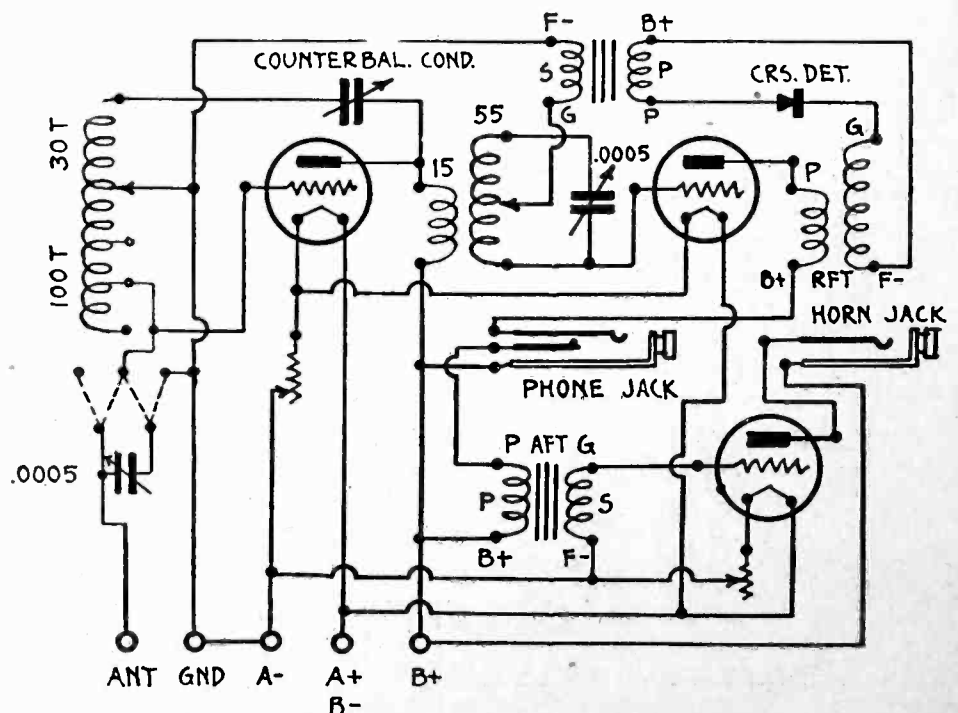 F-
B+
COUNTERBAL. COND.
S
P
CRS. DET.
G
P
30T
55
G
.0005
15
P
100T
B+
RFT
F-
HORN JACK
PHONE JACK
P AFT G
.0005
P
S
B+
F-
ANT
GND
A-
A+
B-
B+